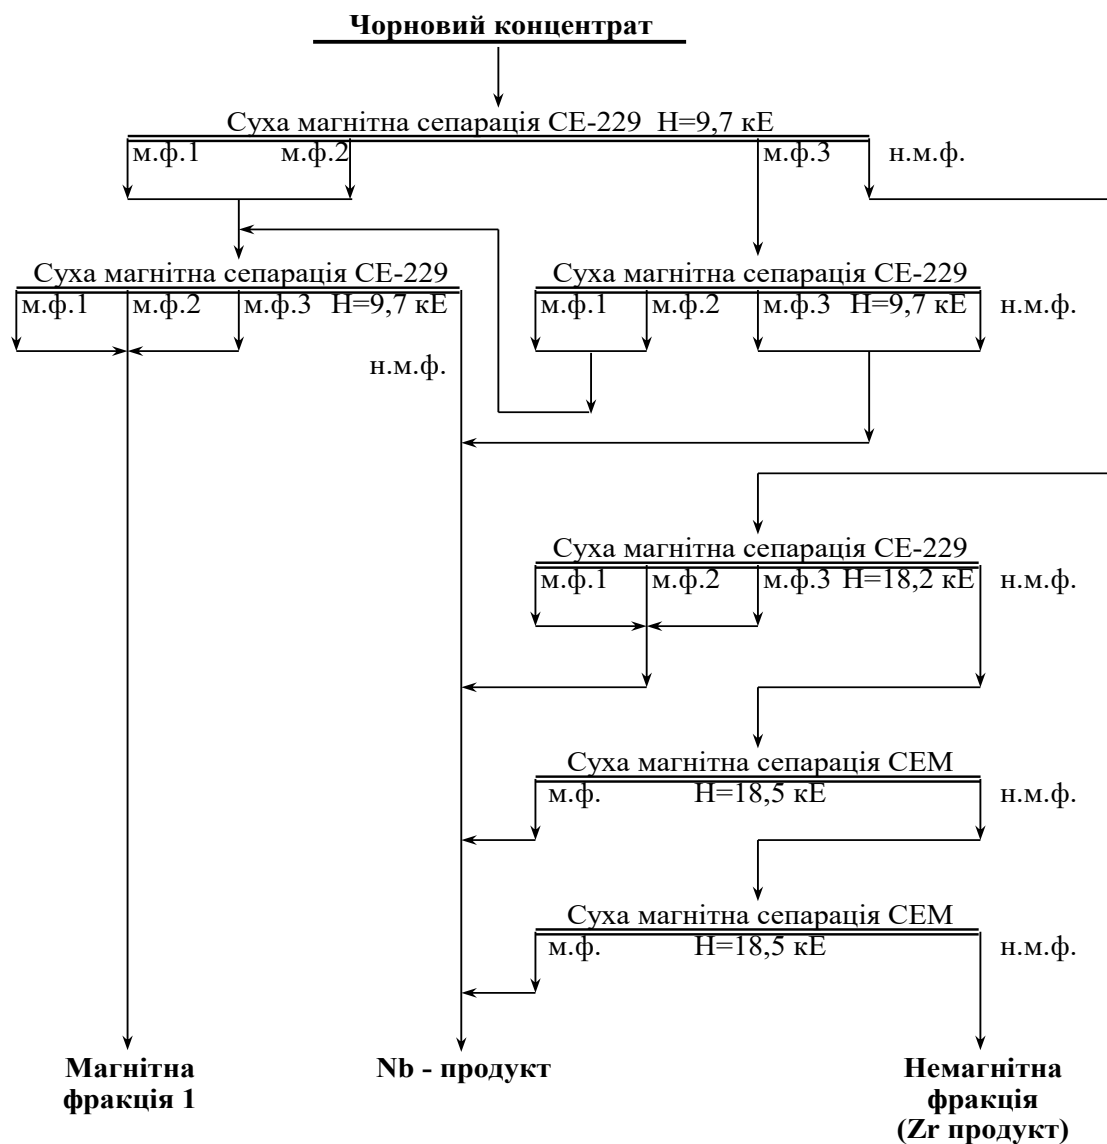 Чорновий концентрат
Суха магнітна сепарація СЕ-229 Н=9,7 кЕ
м.ф.1 м.ф.2 м.ф.3 н.м.ф.
Суха магнітна сепарація СЕ-229 Суха магнітна сепарація СЕ-229
м.ф.1 м.ф.2 м.ф.3 Н=9,7 кЕ м.ф.1 м.ф.2 м.ф.3 Н=9,7 кЕ н.м.ф.
н.м.ф.
Суха магнітна сепарація СЕ-229
м.ф.1 м.ф.2 м.ф.3 Н=18,2 кЕ н.м.ф.
Суха магнітна сепарація СЕМ
м.ф. Н=18,5 кЕ н.м.ф.
Суха магнітна сепарація СЕМ
м.ф. Н=18,5 кЕ н.м.ф.
Магнітна
фракція 1
Nb - продукт
Немагнітна
фракція
(Zr продукт)